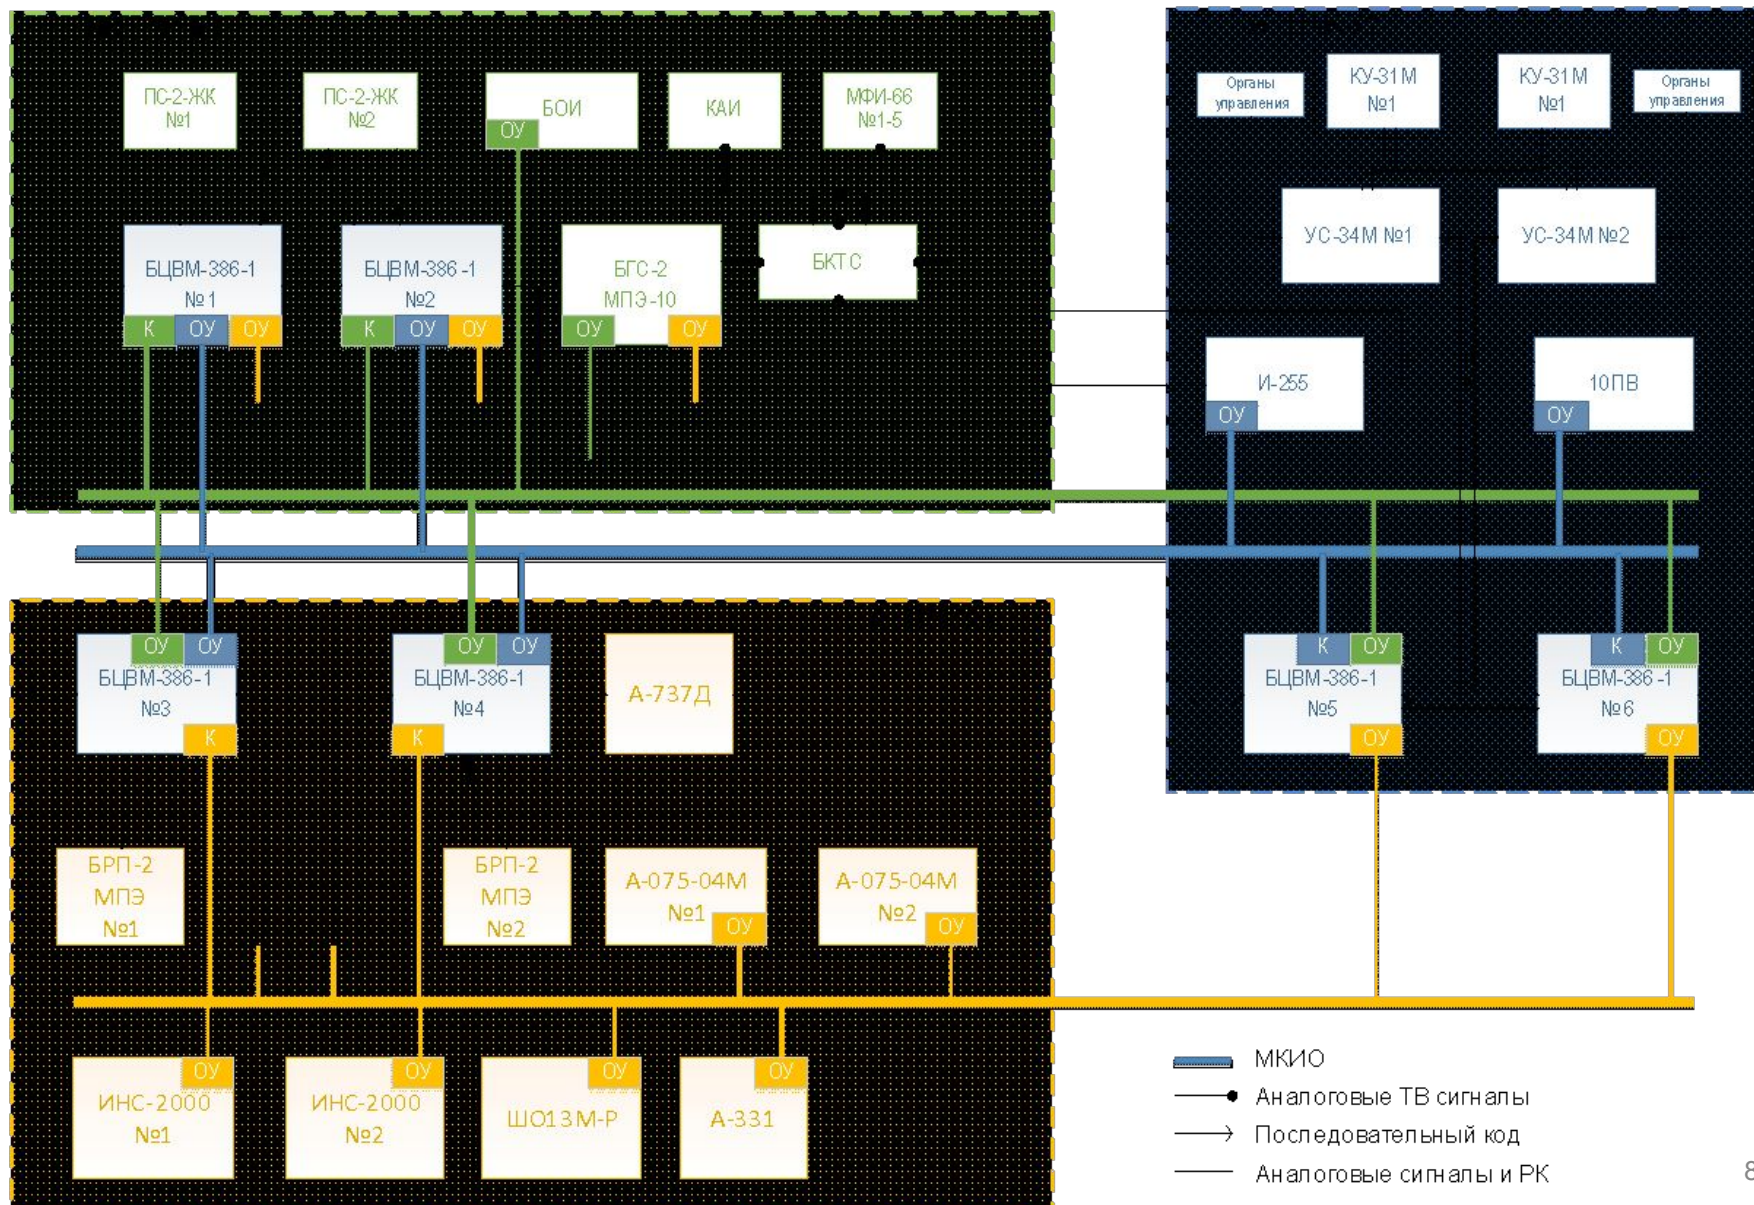 ПС-2-ЖК
№1
ПС-2-ЖК
№2
БОИ
ОУ
КАИ
МФИ-66
№1-5
Органы
управления
КУ-31М
№1
КУ-31М
№1
Органы
управления
БЦВМ-386-1
№1
К ОУ ОУ
БЦВМ-386-1
№2
К ОУ ОУ
БГС-2
МПЭ-10
ОУ ОУ
БКТС
УС-34М №1
УС-34М №2
И-255
ОУ
10ПВ
ОУ
ОУ ОУ
БЦВМ-386-1
№3
К
ОУ ОУ
БЦВМ-386-1
№4
К
А-737Д
К ОУ
БЦВМ-386-1
№5
ОУ
К ОУ
БЦВМ-386-1
№6
ОУ
БРП-2
МПЭ
№1
БРП-2
МПЭ
№2
А-075-04М
№1
ОУ
А-075-04М
№2
ОУ
ОУ
ИНС-2000
№1
ОУ
ИНС-2000
№2
ОУ
ШО13М-Р
ОУ
А-331
МКИО
Аналоговые ТВ сигналы
Последовательный код
Аналоговые сигналы и РК
8